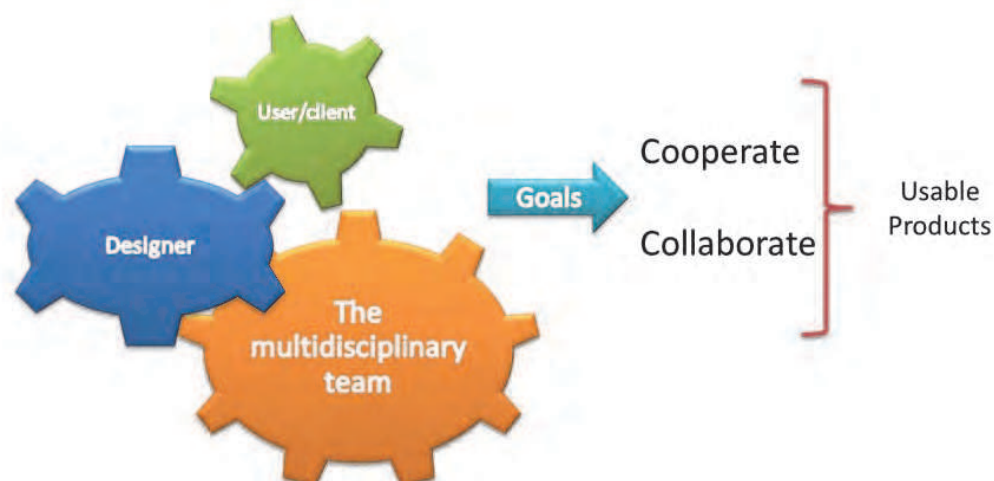 User/client
Designer
The
multidisciplinary
team
Goals
Cooperate
Collaborate
Usable
Products